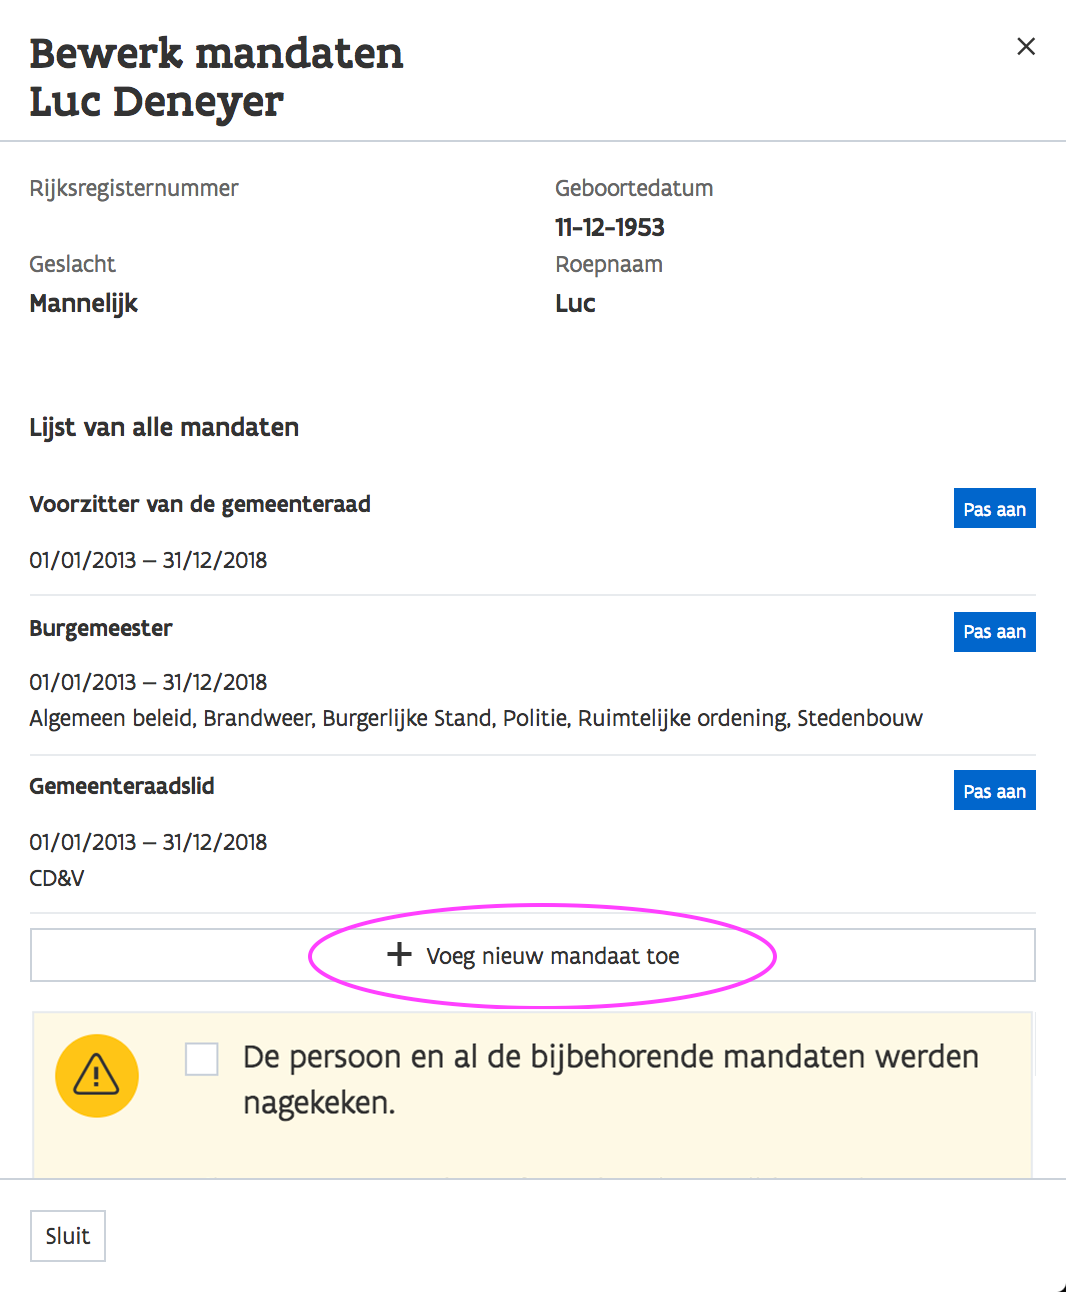 Bewerk mandaten
Luc Deneyer
Rijksregisternummer
Geboortedatum
11-12-1953
Geslacht
Mannelijk
Roepnaam
Luc
Lijst van alle mandaten
Voorzitter van de gemeenteraad
Pas aan
01/01/2013 – 31/12/2018
Burgemeester
Pas aan
01/01/2013 – 31/12/2018
Algemeen beleid, Brandweer, Burgerlijke Stand, Politie, Ruimtelijke ordening, Stedenbouw
Gemeenteraadslid
Pas aan
01/01/2013 – 31/12/2018
CD&V
+ Voeg nieuw mandaat toe
De persoon en al de bijbehorende mandaten werden
nagekeken.
Sluit